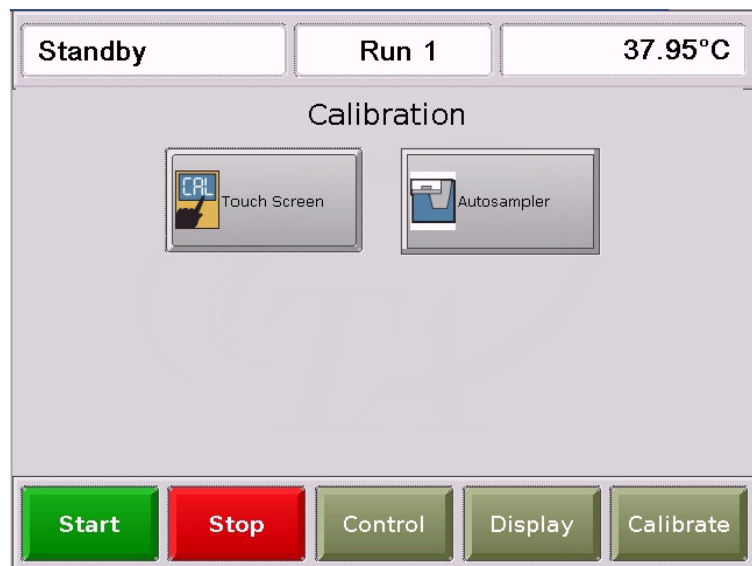 Standby Run 1 37.95°C
Calibration
CAL Touch Screen Autosampler
Start Stop Control Display Calibrate